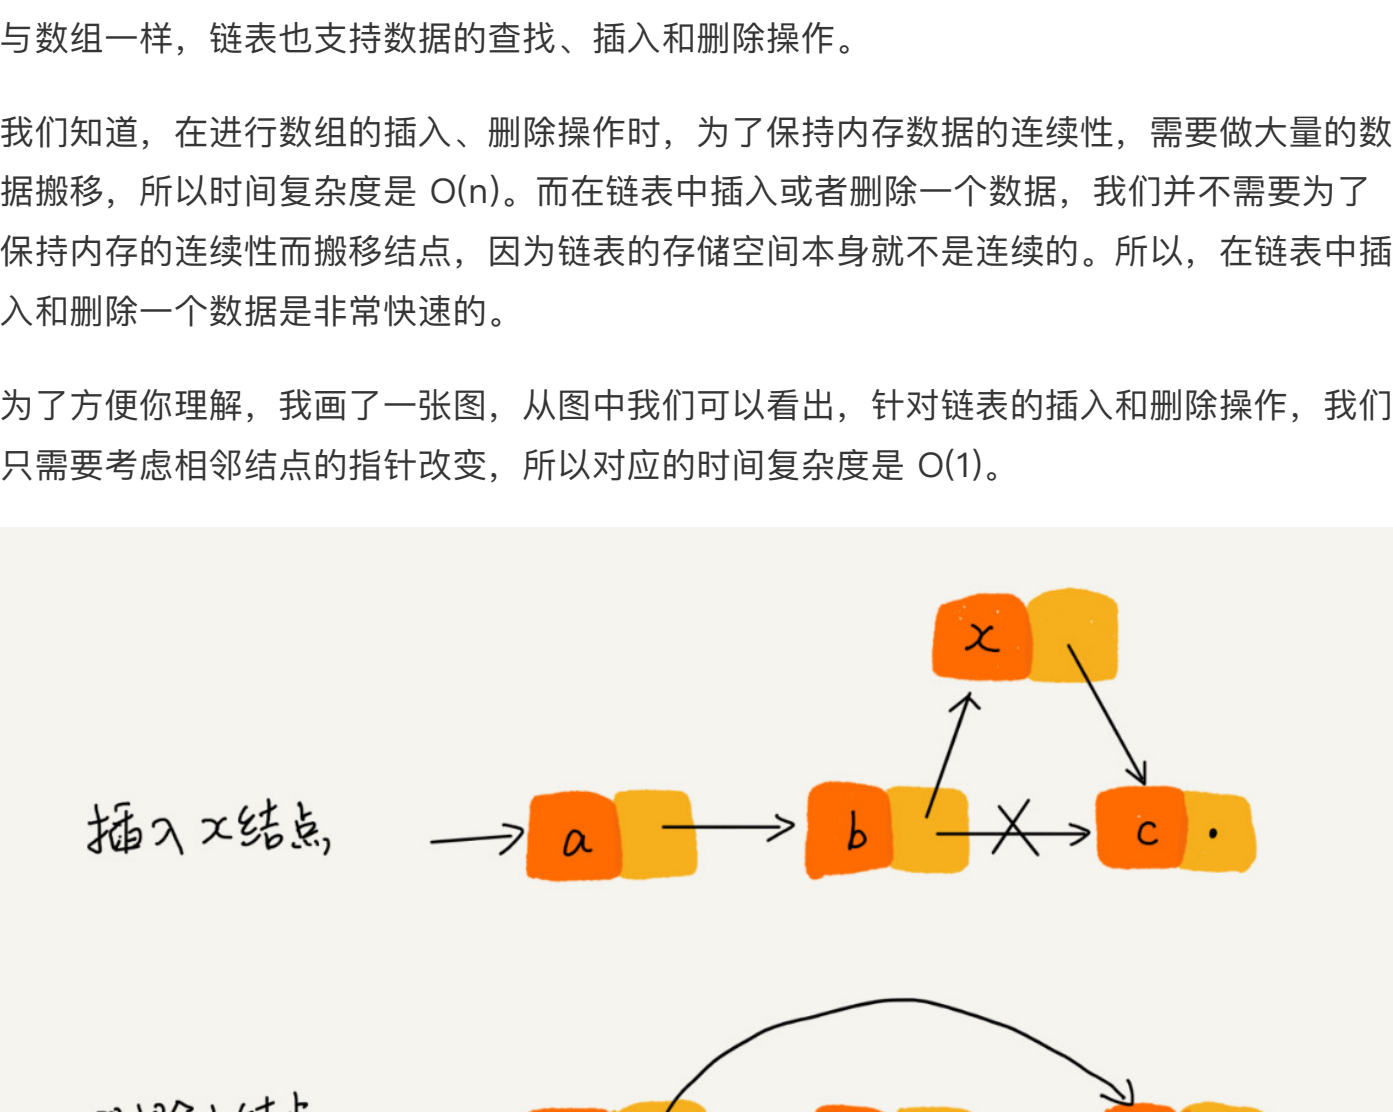 与数组一样，链表也支持数据的查找、插入和删除操作。
我们知道，在进行数组的插入、删除操作时，为了保持内存数据的连续性，需要做大量的数
据搬移，所以时间复杂度是 O(n)。而在链表中插入或者删除一个数据，我们并不需要为了
保持内存的连续性而搬移结点，因为链表的存储空间本身就不是连续的。所以，在链表中插
入和删除一个数据是非常快速的。
为了方便你理解，我画了一张图，从图中我们可以看出，针对链表的插入和删除操作，我们
只需要考虑相邻结点的指针改变，所以对应的时间复杂度是 O(1)。
x
插入x结点
a
b
c